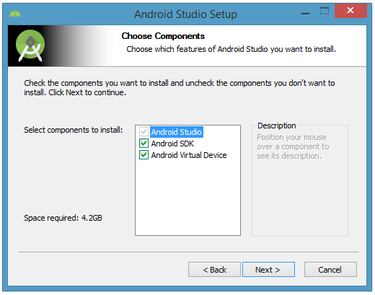 Android Studio Setup
Choose Components
Choose which features of Android Studio you want to install.
Check the components you want to install and uncheck the components you don't want to
install. Click Next to continue.
Select components to install:
Android Studio
Android SDK
Android Virtual Device
Description
Position your mouse
over a component to
see its description.
Space required: 4.2GB
< Back
Next >
Cancel